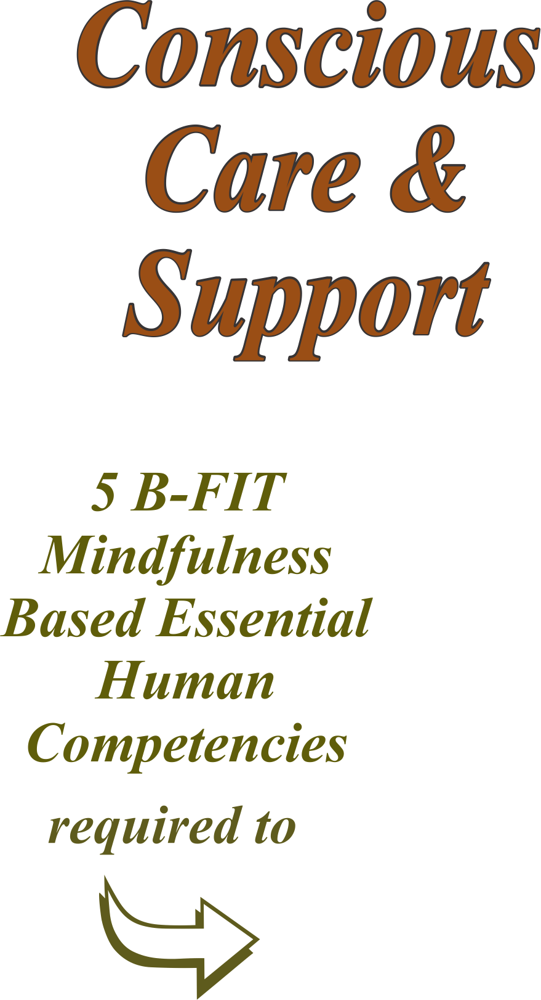 Conscious
Care &
Support
5 B-FIT
Mindfulness
Based Essential
Human
Competencies
required to